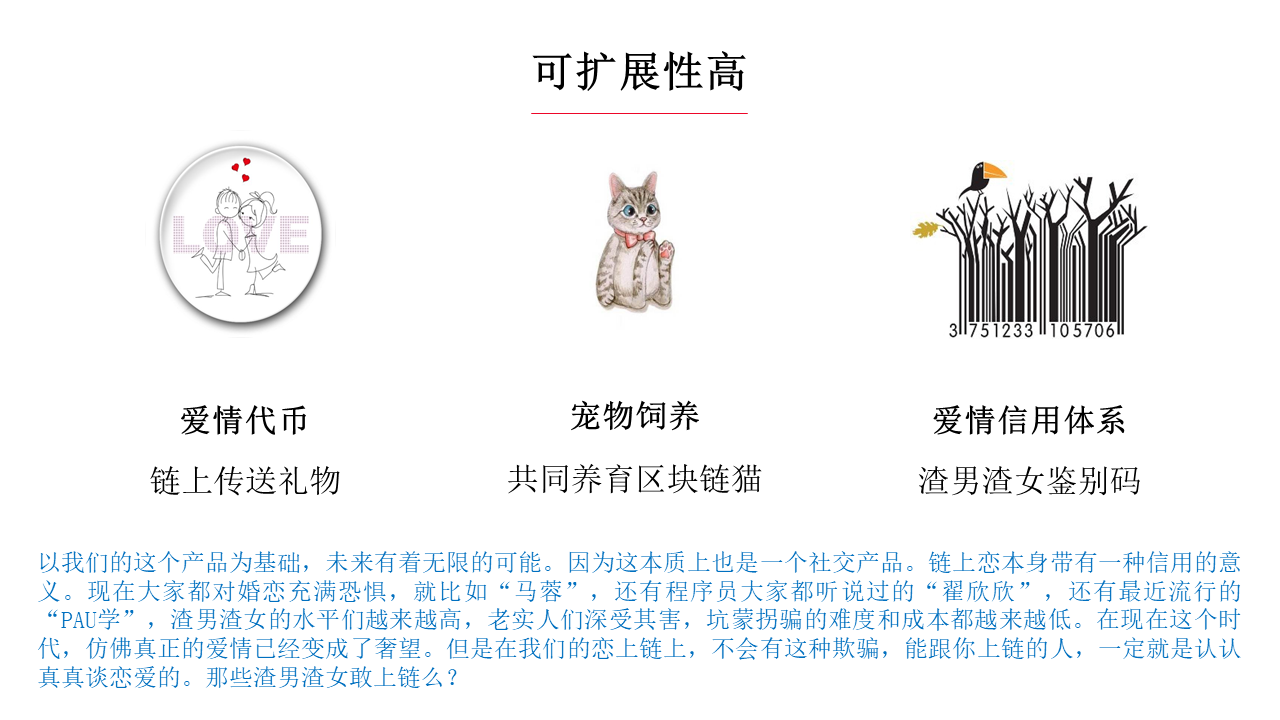 可扩展性高
LOVE
3 751233 105706
爱情代币
宠物饲养
爱情信用体系
链上传送礼物
共同养育区块链猫
渣男渣女鉴别码
以我们的这个产品为基础，未来有着无限的可能。因为这本质上也是一个社交产品。链上恋本身带有一种信用的意
义。现在大家都对婚恋充满恐惧，就比如“马蓉”，还有程序员大家都听说过的“翟欣欣”，还有最近流行的
“PAU学”，渣男渣女的水平们越来越高，老实人们深受其害，坑蒙拐骗的难度和成本都越来越低。在现在这个时
代，仿佛真正的爱情已经变成了奢望。但是在我们的恋上链上，不会有这种欺骗，能跟你上链的人，一定就是认认
真真谈恋爱的。那些渣男渣女敢上链么？